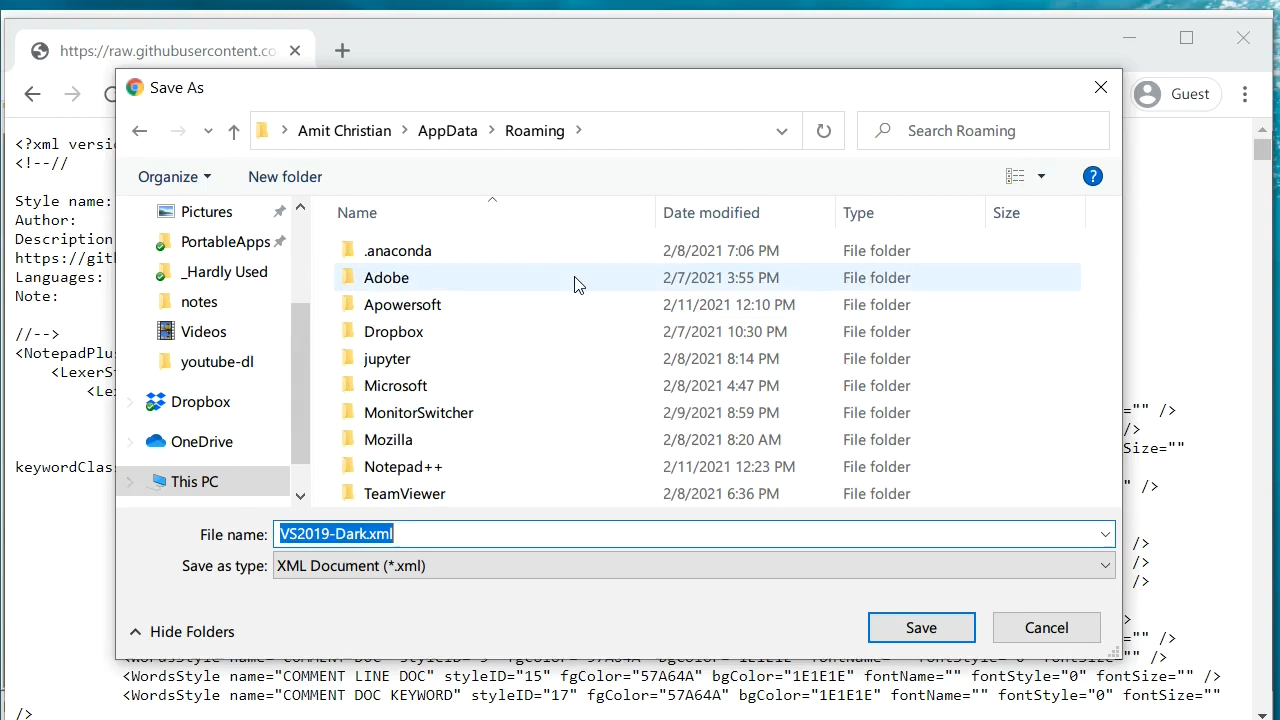 https://raw.githubusercontent.co
Guest
Save As
Amit Christian > AppData > Roaming >
Search Roaming
Organize
New folder
?
Name
Date modified
Type
Size
Pictures
PortableApps
_Hardly Used
notes
Videos
youtube-dl
Dropbox
OneDrive
This PC
.anaconda 2/8/2021 7:06 PM File folder
Adobe 2/7/2021 3:55 PM File folder
Apowersoft 2/11/2021 12:10 PM File folder
Dropbox 2/7/2021 10:30 PM File folder
jupyter 2/8/2021 8:14 PM File folder
Microsoft 2/8/2021 4:47 PM File folder
MonitorSwitcher 2/9/2021 8:59 PM File folder
Mozilla 2/8/2021 8:20 AM File folder
Notepad++ 2/11/2021 12:23 PM File folder
TeamViewer 2/8/2021 6:36 PM File folder
File name: VS2019-Dark.xml
Save as type: XML Document (*.xml)
Hide Folders
Save
Cancel
<?xml versi
<!--//
Style name:
Author:
Description
https://git
Languages:
Note:
//-->
<NotepadPlu
<LexerSt
<Le
keywordClas
="" />
/>
Size=""
" />
/>
/>
/>
>
="" />
"" />
<WordsStyle name="COMMENT LINE DOC" styleID="15" fgColor="57A64A" bgColor="1E1E1E" fontName="" fontStyle="0" fontSize="" />
<WordsStyle name="COMMENT DOC KEYWORD" styleID="17" fgColor="57A64A" bgColor="1E1E1E" fontName="" fontStyle="0" fontSize=""
/>